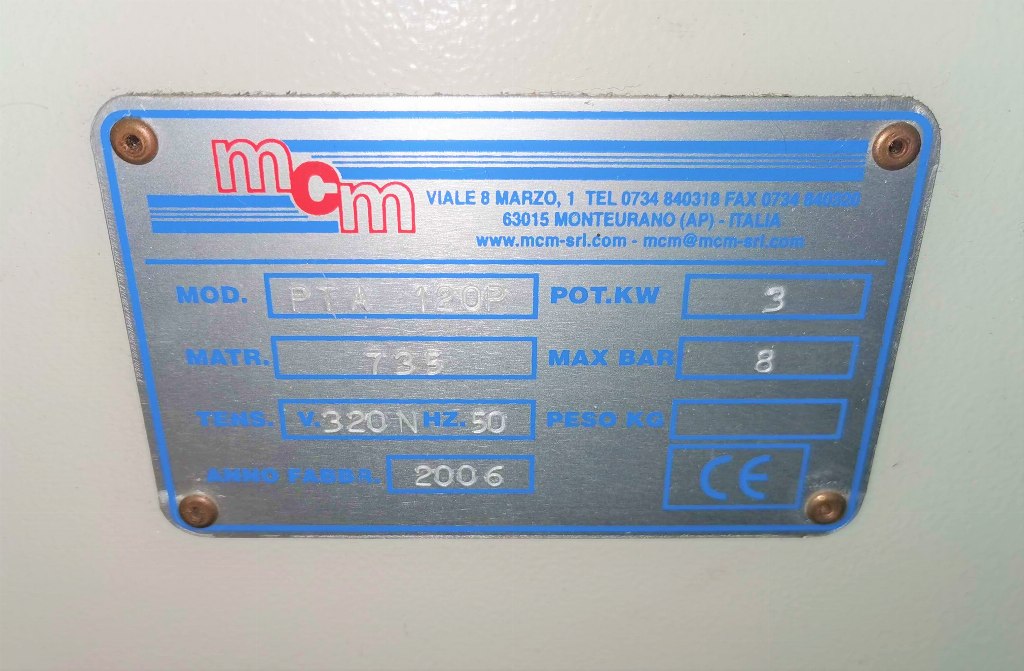 mcm
VIALE 8 MARZO, 1 TEL 0734 840318 FAX 0734 840320
63015 MONTEURANO (AP) - ITALIA
www.mcm-srl.com - mcm@mcm-srl.com
MOD. PTA 120P POT.KW 3
MATR. 735 MAX BAR 8
TENS. V. 320 N HZ. 50 PESO KG
ANNO FABBR. 2006 CE